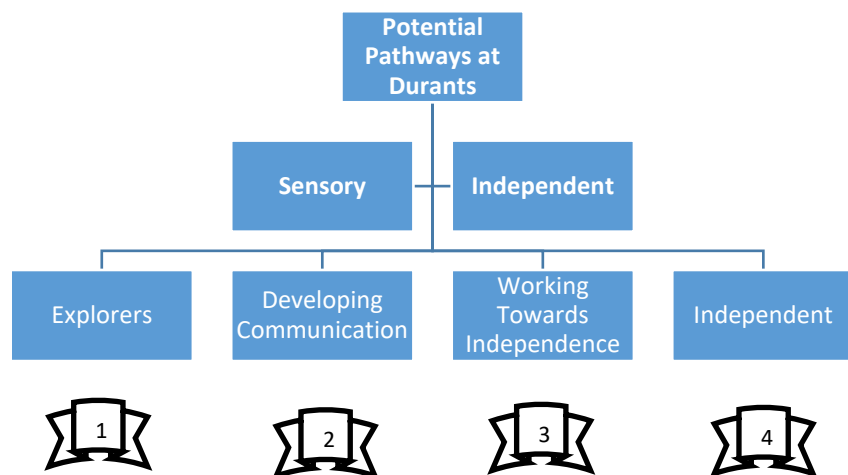 Potential
Pathways at
Durants
Sensory
Independent
Explorers
Developing
Communication
Working
Towards
Independence
Independent
1
2
3
4